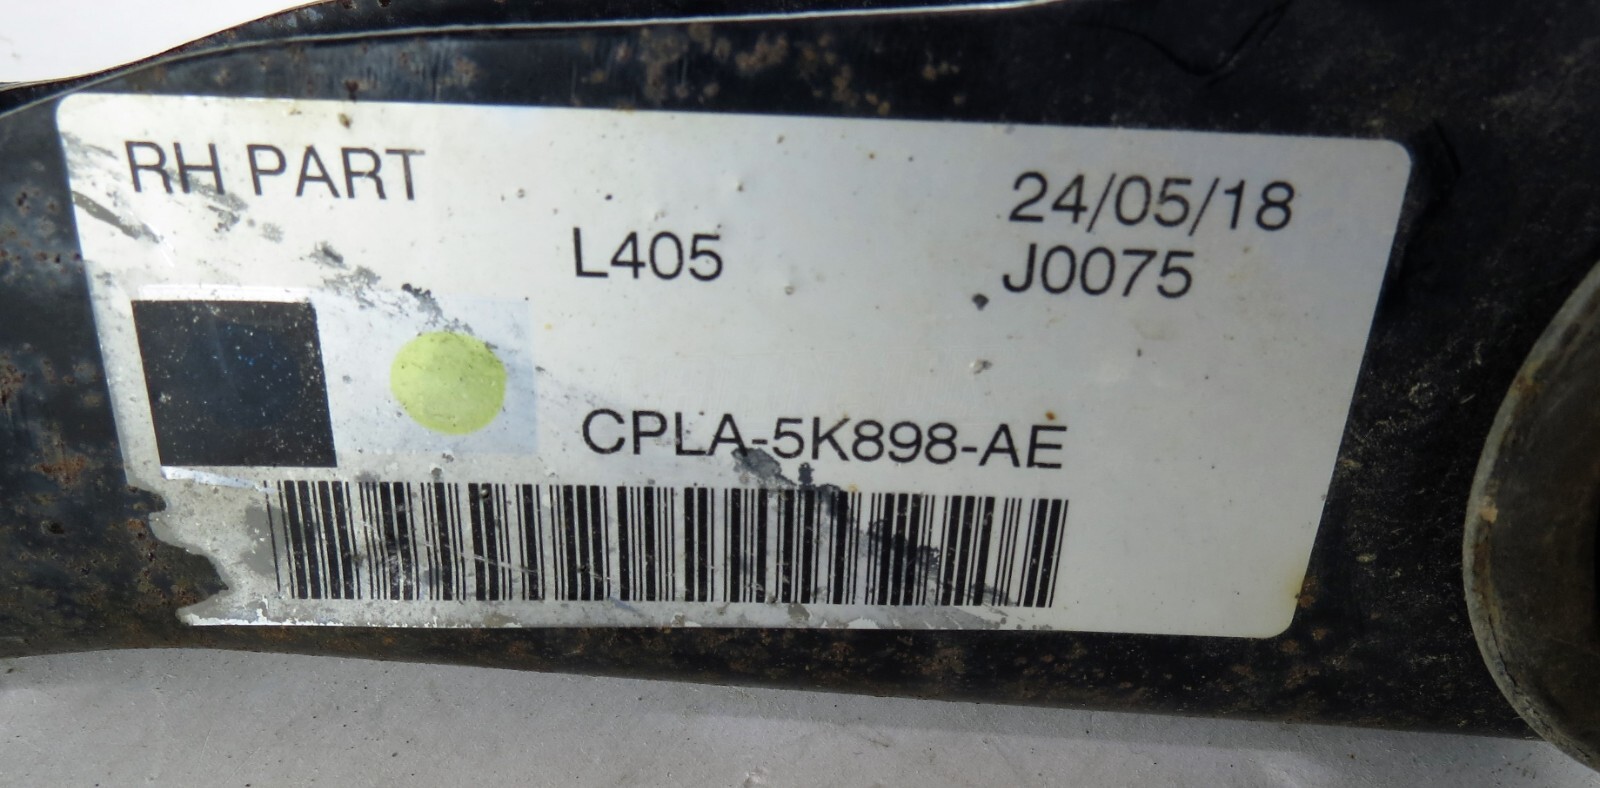 RH PART
24/05/18
L405
J0075
CPLA-5K898-AE